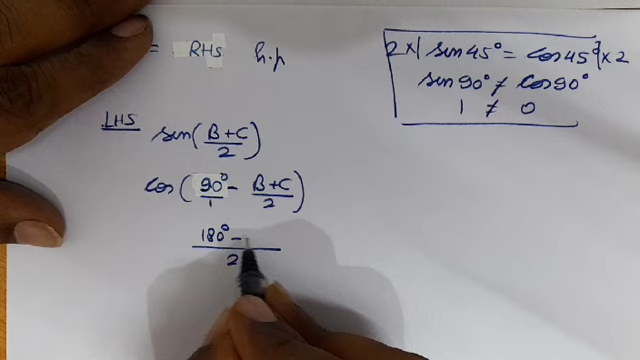 = RHS h.p
2 × sin 45° = cos 45° × 2
sin 90° ≠ cos 90°
1 ≠ 0
LHS sin(B+C/2)
cos(90°/1 − B+C/2)
180° −
2